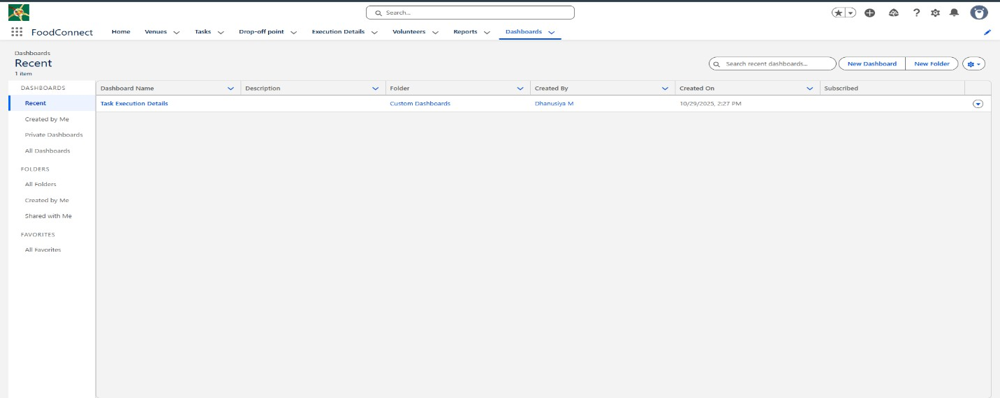 Search...
FoodConnect Home Venues Tasks Drop-off point Execution Details Volunteers Reports Dashboards
Dashboards
Recent
1 item
Search recent dashboards... New Dashboard New Folder
DASHBOARDS
Recent
Created by Me
Private Dashboards
All Dashboards
FOLDERS
All Folders
Created by Me
Shared with Me
FAVORITES
All Favorites
Dashboard Name Description Folder Created By Created On Subscribed
Task Execution Details Custom Dashboards Dhanusiya M 10/29/2025, 2:27 PM